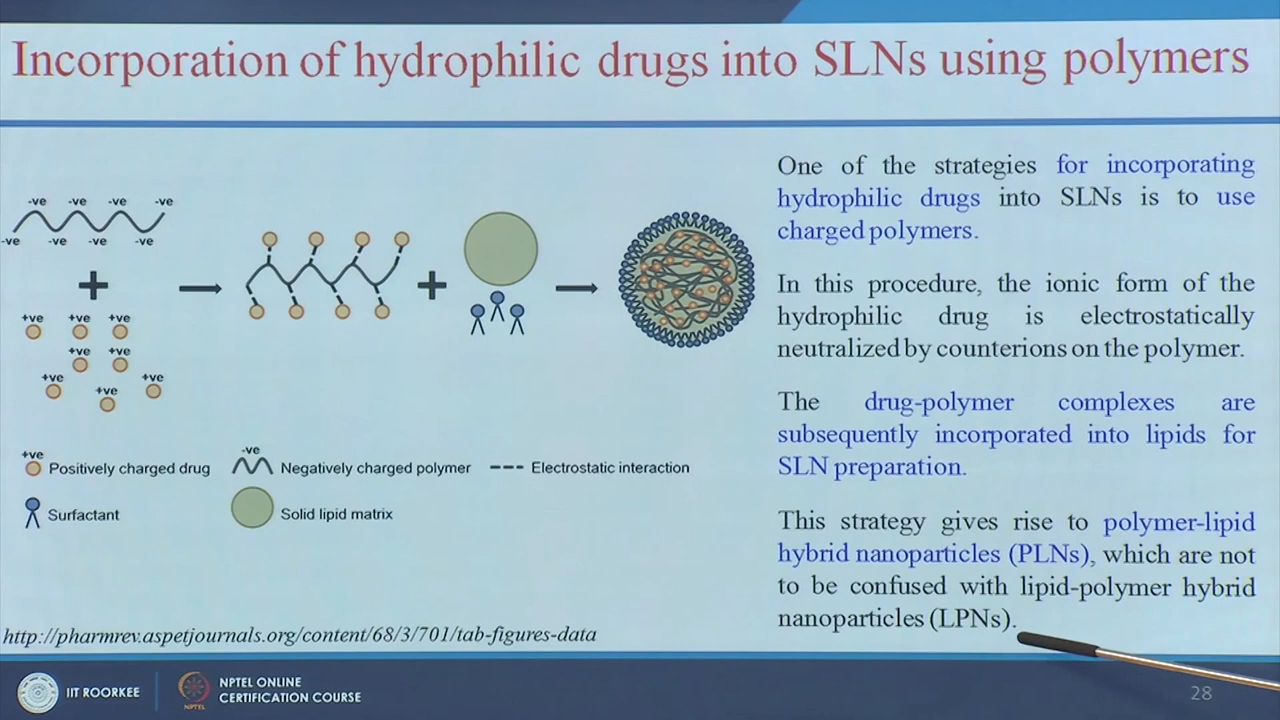 Incorporation of hydrophilic drugs into SLNs using polymers
-ve -ve -ve -ve
-ve -ve -ve -ve
+ve +ve +ve
+ve +ve
+ve +ve +ve
+ve
Positively charged drug
-ve
Negatively charged polymer
Electrostatic interaction
Surfactant
Solid lipid matrix
One of the strategies for incorporating
hydrophilic drugs into SLNs is to use
charged polymers.
In this procedure, the ionic form of the
hydrophilic drug is electrostatically
neutralized by counterions on the polymer.
The drug-polymer complexes are
subsequently incorporated into lipids for
SLN preparation.
This strategy gives rise to polymer-lipid
hybrid nanoparticles (PLNs), which are not
to be confused with lipid-polymer hybrid
nanoparticles (LPNs).
http://pharmrev.aspetjournals.org/content/68/3/701/tab-figures-data
IIT ROORKEE
NPTEL
NPTEL ONLINE
CERTIFICATION COURSE
28